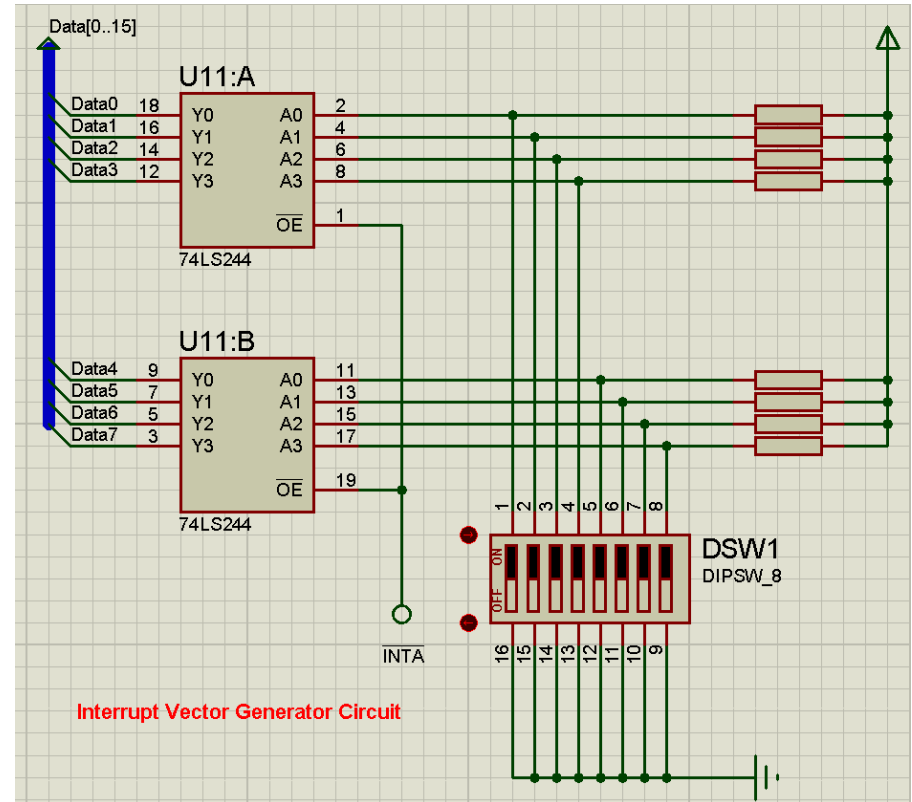 Data[0..15]
U11:A
Data0 18 Y0 A0 2
Data1 16 Y1 A1 4
Data2 14 Y2 A2 6
Data3 12 Y3 A3 8
OE 1
74LS244
U11:B
Data4 9 Y0 A0 11
Data5 7 Y1 A1 13
Data6 5 Y2 A2 15
Data7 3 Y3 A3 17
OE 19
74LS244
1 2 3 4 5 6 7 8
ON
OFF
DSW1
DIPSW_8
16 15 14 13 12 11 10 9
INTA
Interrupt Vector Generator Circuit